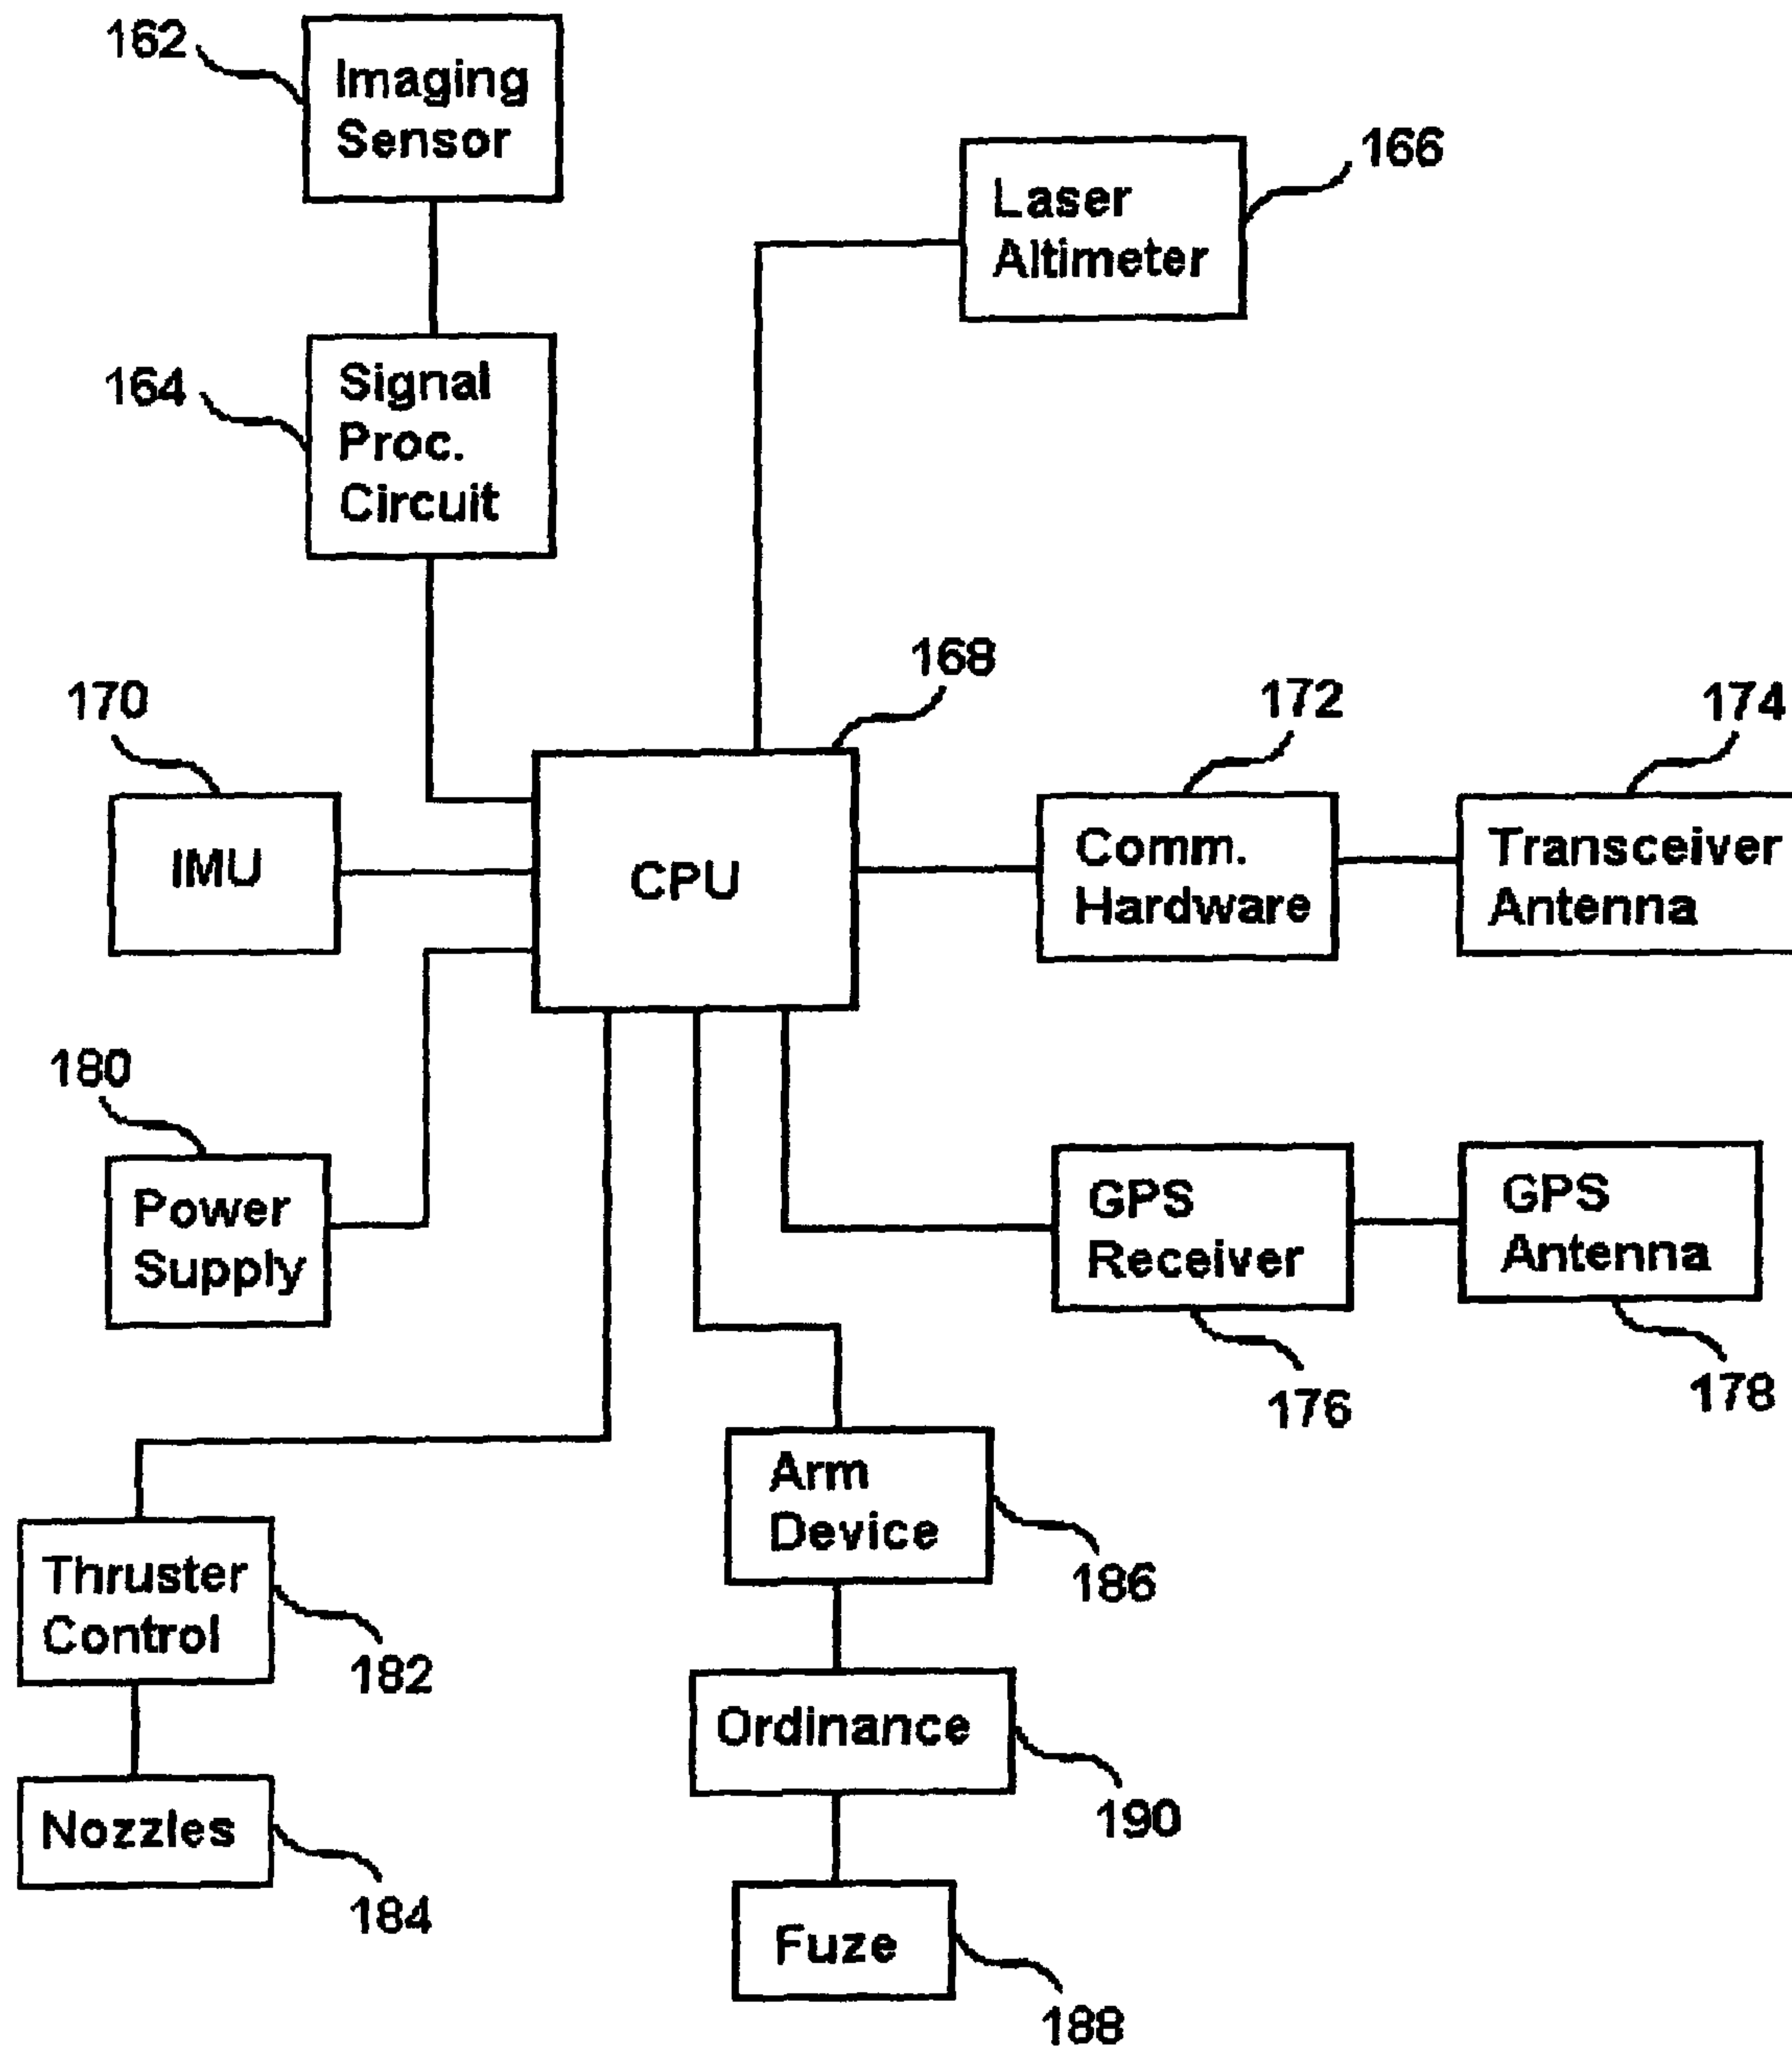 162
Imaging
Sensor
166
Laser
Altimeter
164
Signal
Proc.
Circuit
168
170
172
174
IMU
CPU
Comm.
Hardware
Transceiver
Antenna
180
Power
Supply
GPS
Receiver
GPS
Antenna
176
178
Arm
Device
186
Thruster
Control
182
Ordinance
190
Nozzles
184
Fuze
188